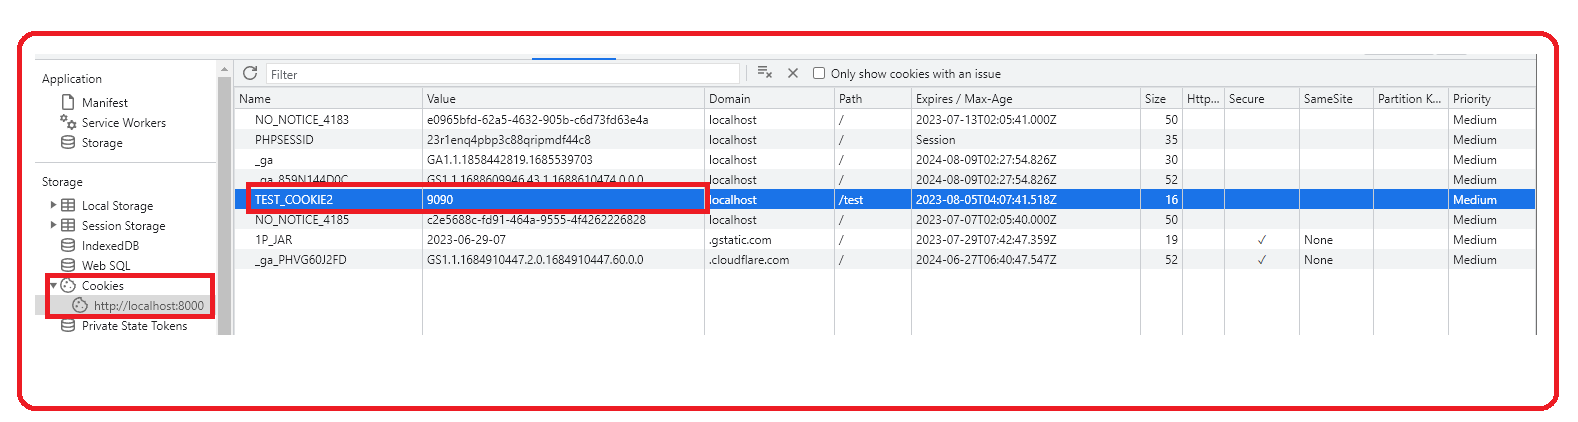 Filter
Only show cookies with an issue
Application
Manifest
Service Workers
Storage
Storage
Local Storage
Session Storage
IndexedDB
Web SQL
Cookies
http://localhost:8000
Private State Tokens
Name Value Domain Path Expires / Max-Age Size Http... Secure SameSite Partition K... Priority
NO_NOTICE_4183 e0965bfd-62a5-4632-905b-c6d73fd63e4a localhost / 2023-07-13T02:05:41.000Z 50 Medium
PHPSESSID 23r1enq4pbp3c88qripmdf44c8 localhost / Session 35 Medium
_ga GA1.1.1858442819.1685539703 localhost / 2024-08-09T02:27:54.826Z 30 Medium
_ga_859N144D0C GS1.1.1688609946.43.1.1688610474.0.0.0 localhost / 2024-08-09T02:27:54.826Z 52 Medium
TEST_COOKIE2 9090 localhost /test 2023-08-05T04:07:41.518Z 16 Medium
NO_NOTICE_4185 c2e5688c-fd91-464a-9555-4f4262226828 localhost / 2023-07-07T02:05:40.000Z 50 Medium
1P_JAR 2023-06-29-07 .gstatic.com / 2023-07-29T07:42:47.359Z 19 ✓ None Medium
_ga_PHVG60J2FD GS1.1.1684910447.2.0.1684910447.60.0.0 .cloudflare.com / 2024-06-27T06:40:47.547Z 52 ✓ None Medium